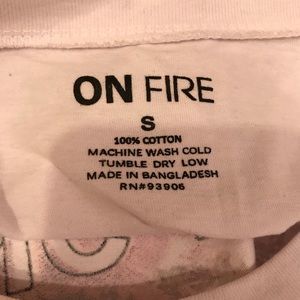 ON FIRE
S
100% COTTON
MACHINE WASH COLD
TUMBLE DRY LOW
MADE IN BANGLADESH
RN#93906